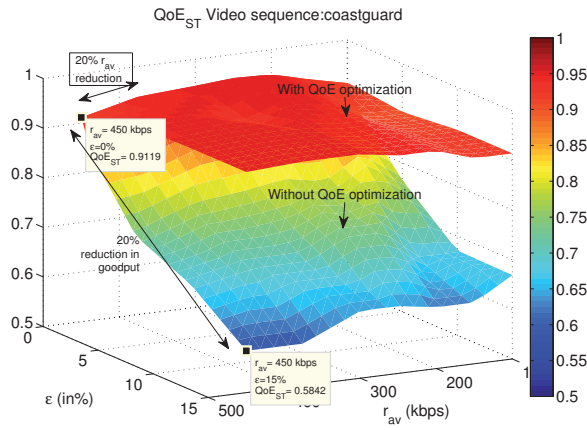 QoE_ST Video sequence:coastguard
20% r_av
reduction
With QoE optimization
r_av = 450 kbps
ε=0%
QoE_ST = 0.9119
Without QoE optimization
20%
reduction in
goodput
r_av = 450 kbps
ε=15%
QoE_ST = 0.5842
1
0.9
0.8
0.7
0.6
0.5
0
5
10
15
ε (in%)
500
300
200
r_av (kbps)
1
0.95
0.9
0.85
0.8
0.75
0.7
0.65
0.6
0.55
0.5